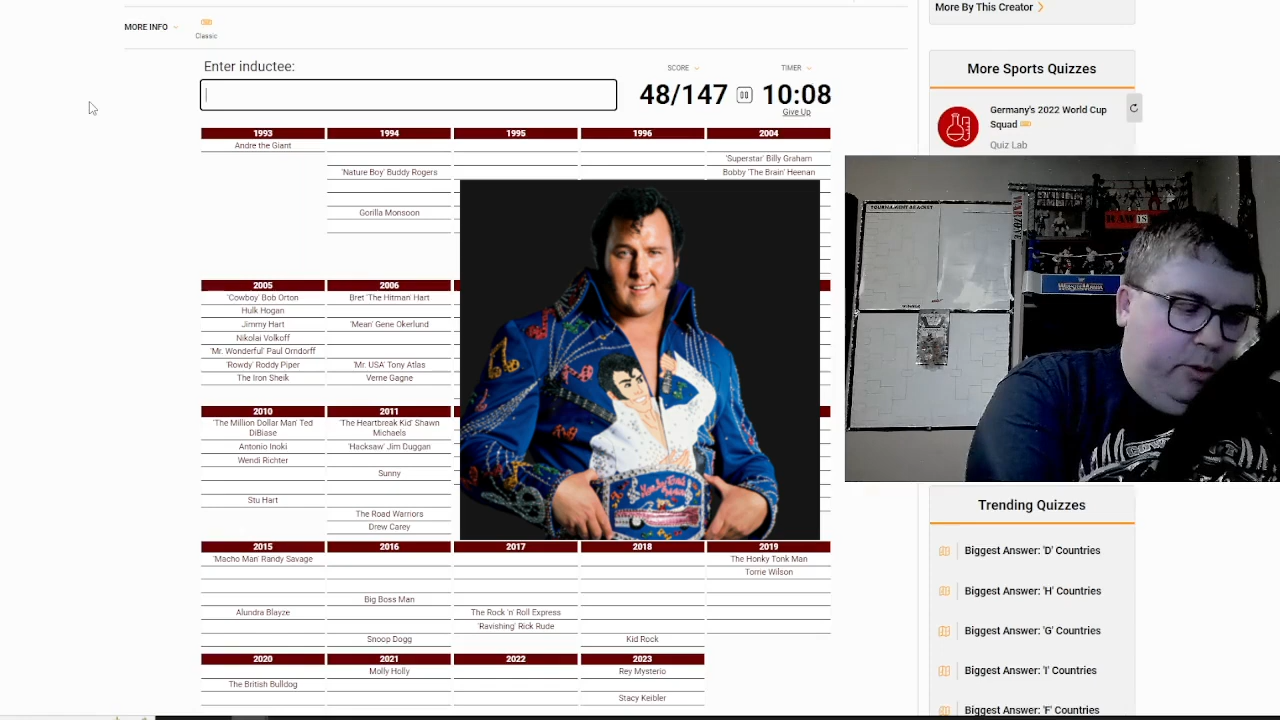 More By This Creator
MORE INFO
Classic
Enter inductee:
SCORE
TIMER
48/147
10:08
Give Up
More Sports Quizzes
Germany's 2022 World Cup
Squad
Quiz Lab
1993 1994 1995 1996 2004
Andre the Giant
'Superstar' Billy Graham
'Nature Boy' Buddy Rogers Bobby 'The Brain' Heenan
Gorilla Monsoon
TOURNAMENT BRACKET
RAW
2005 2006
'Cowboy' Bob Orton Bret 'The Hitman' Hart
Hulk Hogan
Jimmy Hart 'Mean' Gene Okerlund
Nikolai Volkoff
'Mr. Wonderful' Paul Orndorff
'Rowdy' Roddy Piper 'Mr. USA' Tony Atlas
The Iron Sheik Verne Gagne
2010 2011
'The Million Dollar Man' Ted
DiBiase
'The Heartbreak Kid' Shawn
Michaels
Antonio Inoki 'Hacksaw' Jim Duggan
Wendi Richter
Sunny
Stu Hart
The Road Warriors
Drew Carey
2015 2016 2017 2018 2019
'Macho Man' Randy Savage The Honky Tonk Man
Torrie Wilson
Big Boss Man
Alundra Blayze The Rock 'n' Roll Express
'Ravishing' Rick Rude
Snoop Dogg Kid Rock
2020 2021 2022 2023
Molly Holly Rey Mysterio
The British Bulldog
Stacy Keibler
Trending Quizzes
Biggest Answer: 'D' Countries
Biggest Answer: 'H' Countries
Biggest Answer: 'G' Countries
Biggest Answer: 'I' Countries
Biggest Answer: 'F' Countries